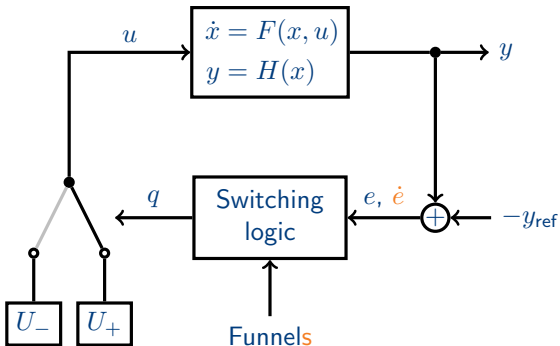 u
ẋ = F(x, u)
y = H(x)
y
q
Switching
logic
e, ė
+
−y_ref
U_−
U_+
Funnels